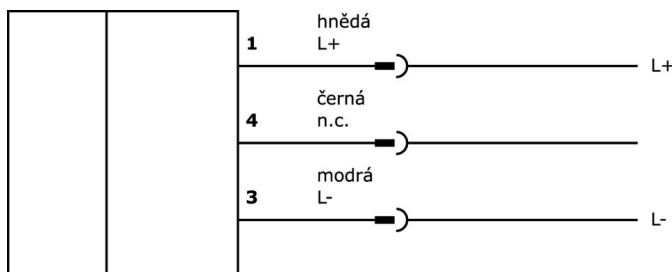 hnědá
1 L+
L+
černá
4 n.c.
modrá
3 L-
L-